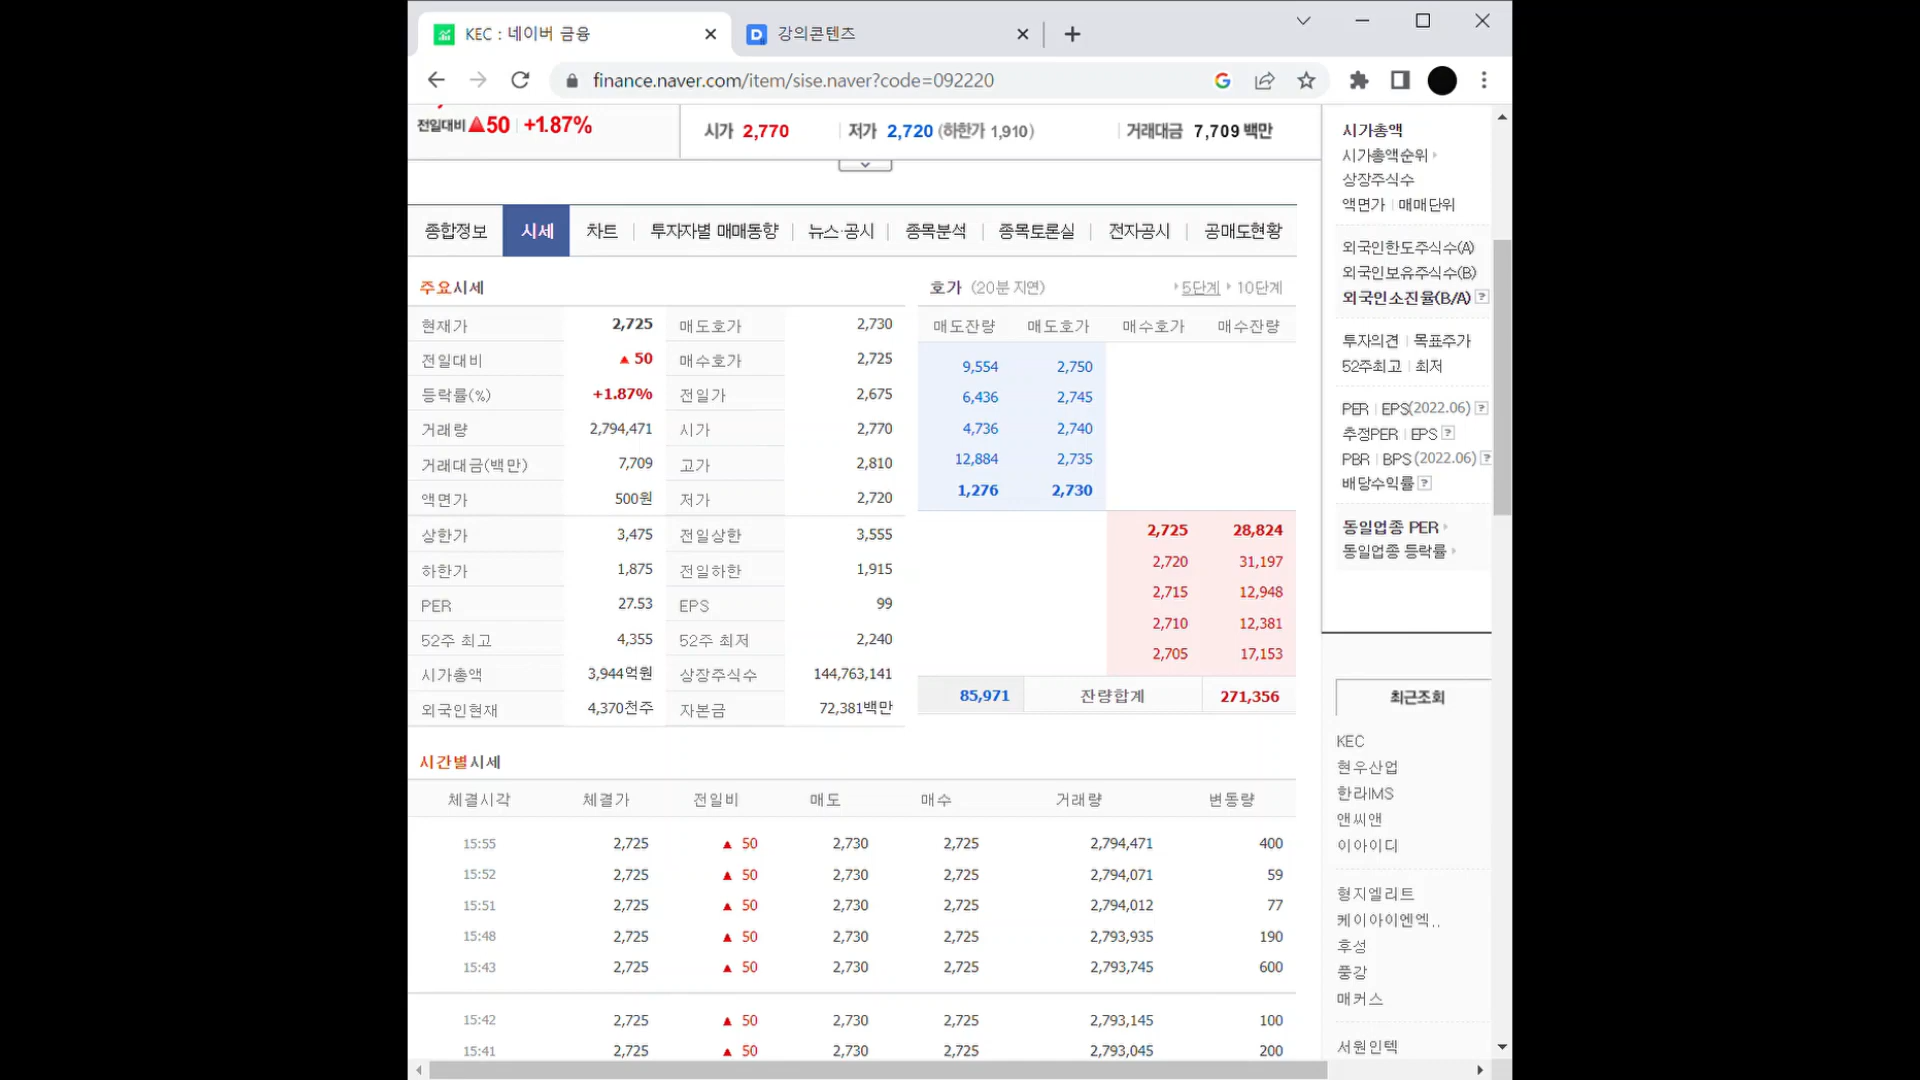 KEC : 네이버 금융
강의콘텐츠
finance.naver.com/item/sise.naver?code=092220
전일대비 ▲50 +1.87%
시가 2,770 저가 2,720 (하한가 1,910) 거래대금 7,709 백만
종합정보 시세 차트 투자자별 매매동향 뉴스·공시 종목분석 종목토론실 전자공시 공매도현황
주요시세
현재가 2,725 매도호가 2,730
전일대비 ▲ 50 매수호가 2,725
등락률(%) +1.87% 전일가 2,675
거래량 2,794,471 시가 2,770
거래대금(백만) 7,709 고가 2,810
액면가 500원 저가 2,720
상한가 3,475 전일상한 3,555
하한가 1,875 전일하한 1,915
PER 27.53 EPS 99
52주 최고 4,355 52주 최저 2,240
시가총액 3,944억원 상장주식수 144,763,141
외국인현재 4,370천주 자본금 72,381백만
호가 (20분 지연) 5단계 10단계
매도잔량 매도호가 매수호가 매수잔량
9,554 2,750
6,436 2,745
4,736 2,740
12,884 2,735
1,276 2,730
2,725 28,824
2,720 31,197
2,715 12,948
2,710 12,381
2,705 17,153
85,971 잔량합계 271,356
시간별시세
체결시각 체결가 전일비 매도 매수 거래량 변동량
15:55 2,725 ▲ 50 2,730 2,725 2,794,471 400
15:52 2,725 ▲ 50 2,730 2,725 2,794,071 59
15:51 2,725 ▲ 50 2,730 2,725 2,794,012 77
15:48 2,725 ▲ 50 2,730 2,725 2,793,935 190
15:43 2,725 ▲ 50 2,730 2,725 2,793,745 600
15:42 2,725 ▲ 50 2,730 2,725 2,793,145 100
15:41 2,725 ▲ 50 2,730 2,725 2,793,045 200
시가총액
시가총액순위
상장주식수
액면가 매매단위
외국인한도주식수(A)
외국인보유주식수(B)
외국인소진율(B/A) ?
투자의견 목표주가
52주최고 최저
PER EPS(2022.06) ?
추정PER EPS ?
PBR BPS (2022.06) ?
배당수익률 ?
동일업종 PER
동일업종 등락률
최근조회
KEC
현우산업
한라IMS
앤씨앤
이아이디
형지엘리트
케이아이엔엑..
후성
풍강
매커스
서원인텍